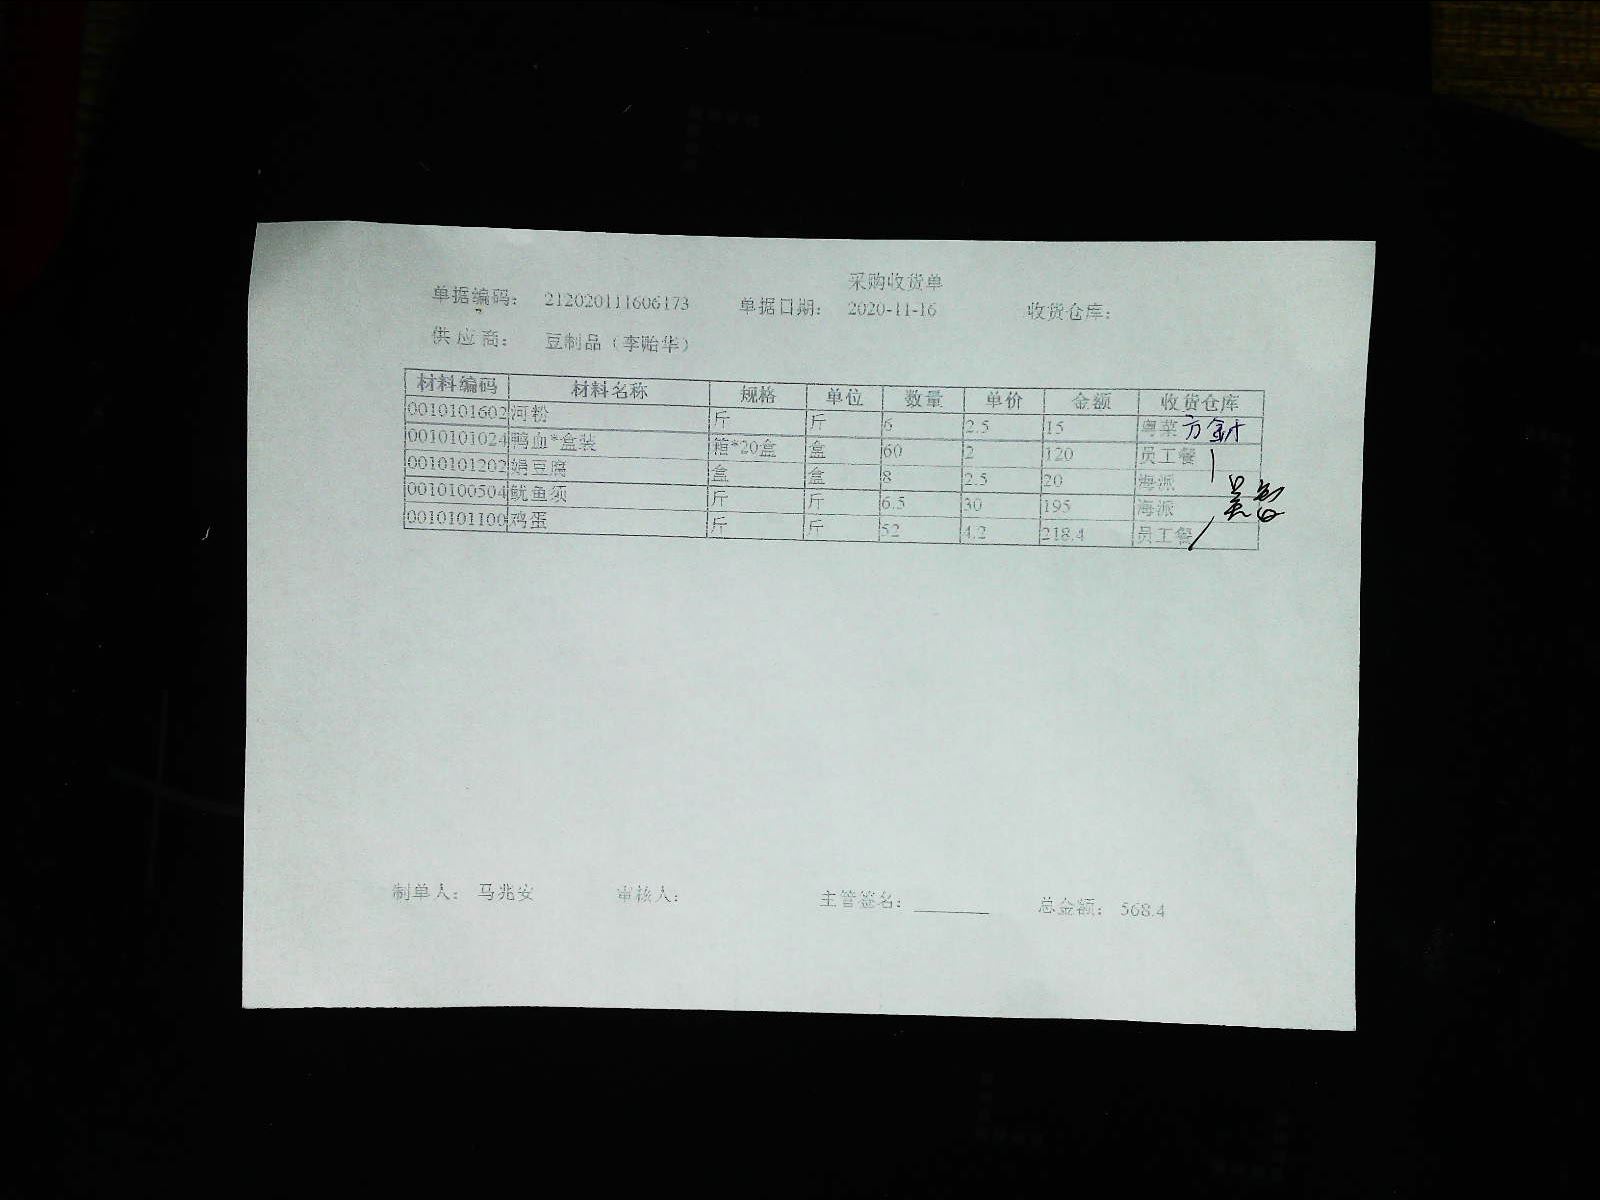 采购收货单
单据编码： 212020111606173 单据日期： 2020-11-16 收货仓库：
供 应 商： 豆制品（李贻华）
材料编码 材料名称 规格 单位 数量 单价 金额 收货仓库
0010101602 河粉 斤 斤 6 2.5 15 粤菜
0010101024 鸭血*盒装 箱*20盒 盒 60 2 120 员工餐
0010101202 绢豆腐 盒 盒 8 2.5 20 海派
0010100504 鱿鱼须 斤 斤 6.5 30 195 海派
0010101100 鸡蛋 斤 斤 52 4.2 218.4 员工餐
制单人： 马兆安 审核人： 主管签名： 总金额： 568.4